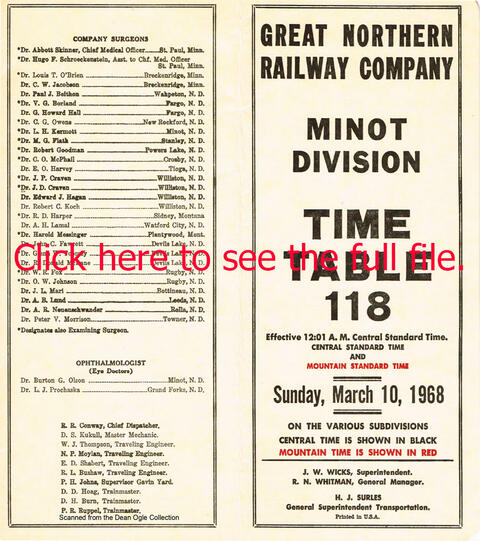 COMPANY SURGEONS
*Dr. Abbott Skinner, Chief Medical Officer St. Paul, Minn.
*Dr. Hugo F. Schroeckenstein, Asst. to Chf. Med. Officer
St. Paul, Minn.
*Dr. Louis T. O'Brien Breckenridge, Minn.
Dr. C. W. Jacobson Breckenridge, Minn.
Dr. Paul J. Beithon Wahpeton, N. D.
*Dr. V. G. Borland Fargo, N. D.
Dr. G. Howard Hall Fargo, N. D.
*Dr. C. G. Owens New Rockford, N. D.
*Dr. L. H. Kermott Minot, N. D.
*Dr. M. G. Flath Stanley, N. D.
*Dr. Robert Goodman Powers Lake, N. D.
*Dr. C. O. McPhail Crosby, N. D.
Dr. E. O. Harvey Tioga, N. D.
*Dr. J. P. Craven Williston, N. D.
*Dr. J. D. Craven Williston, N. D.
Dr. Edward J. Hagan Williston, N. D.
Dr. Robert C. Koch Williston, N. D.
*Dr. R. D. Harper Sidney, Montana
Dr. A. H. Lamal Watford City, N. D.
*Dr. Harold Messinger Plentywood, Mont.
Dr. John C. Fawcett Devils Lake, N. D.
Devils Lake, N. D.
Devils Lake, N. D.
*Dr. W. R. Fox Rugby, N. D.
*Dr. O. W. Johnson Rugby, N. D.
Dr. J. L. Mari Bottineau, N. D.
*Dr. A. R. Lund Leeds, N. D.
Dr. A. R. Neuenschwander Rolla, N. D.
Dr. Peter V. Morrison Towner, N. D.
*Designates also Examining Surgeon.
OPHTHALMOLOGIST
(Eye Doctors)
Dr. Burton G. Olson Minot, N. D.
Dr. L. J. Prochaska Grand Forks, N. D.
R. R. Conway, Chief Dispatcher,
D. S. Kukull, Master Mechanic.
W. J. Thompson, Traveling Engineer.
N. P. Moylan, Traveling Engineer.
E. D. Shabert, Traveling Engineer.
R. L. Bushaw, Traveling Engineer.
P. H. Johns, Supervisor Gavin Yard.
D. D. Hoag, Trainmaster.
D. H. Burn, Trainmaster.
P. R. Ruppel, Trainmaster.
Scanned from the Dean Ogle Collection
GREAT NORTHERN
RAILWAY COMPANY
MINOT
DIVISION
TIME
TABLE
118
Click here to see the full file.
Effective 12:01 A. M. Central Standard Time.
CENTRAL STANDARD TIME
AND
MOUNTAIN STANDARD TIME
Sunday, March 10, 1968
ON THE VARIOUS SUBDIVISIONS
CENTRAL TIME IS SHOWN IN BLACK
MOUNTAIN TIME IS SHOWN IN RED
J. W. WICKS, Superintendent.
R. N. WHITMAN, General Manager.
H. J. SURLES
General Superintendent Transportation.
Printed in U.S.A.